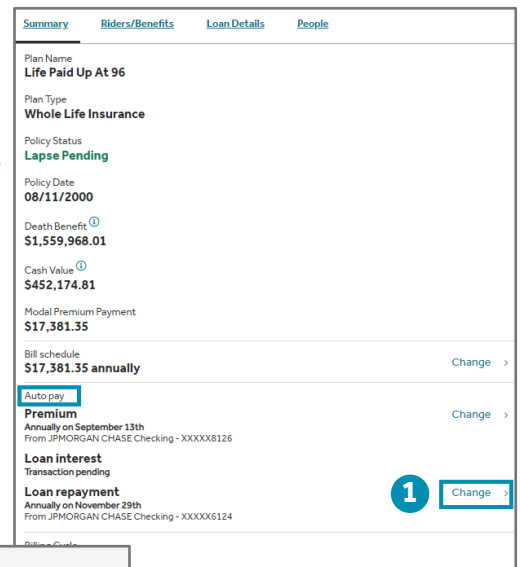 Summary Riders/Benefits Loan Details People
Plan Name
Life Paid Up At 96
Plan Type
Whole Life Insurance
Policy Status
Lapse Pending
Policy Date
08/11/2000
Death Benefit i
$1,559,968.01
Cash Value i
$452,174.81
Modal Premium Payment
$17,381.35
Bill schedule
$17,381.35 annually Change >
Auto pay
Premium Change >
Annually on September 13th
From JPMORGAN CHASE Checking - XXXXX8126
Loan interest
Transaction pending
Loan repayment 1 Change >
Annually on November 29th
From JPMORGAN CHASE Checking - XXXXX6124
Billing Cycle